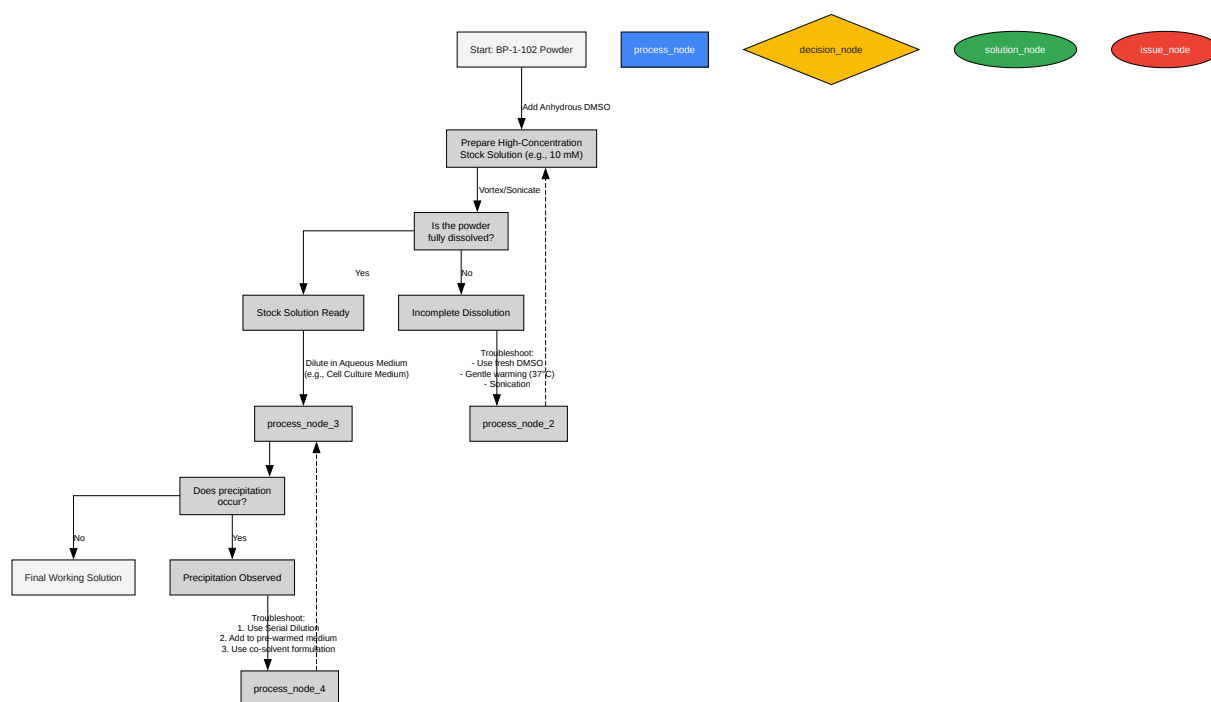 Start: BP-1-102 Powder
process_node
decision_node
solution_node
issue_node
Add Anhydrous DMSO
Prepare High-Concentration
Stock Solution (e.g., 10 mM)
Vortex/Sonicate
Is the powder
fully dissolved?
Yes
No
Stock Solution Ready
Incomplete Dissolution
Troubleshoot:
- Use fresh DMSO
- Gentle warming (37°C)
- Sonication
Dilute in Aqueous Medium
(e.g., Cell Culture Medium)
process_node_3
process_node_2
Does precipitation
occur?
No
Yes
Final Working Solution
Precipitation Observed
Troubleshoot:
1. Use Serial Dilution
2. Add to pre-warmed medium
3. Use co-solvent formulation
process_node_4